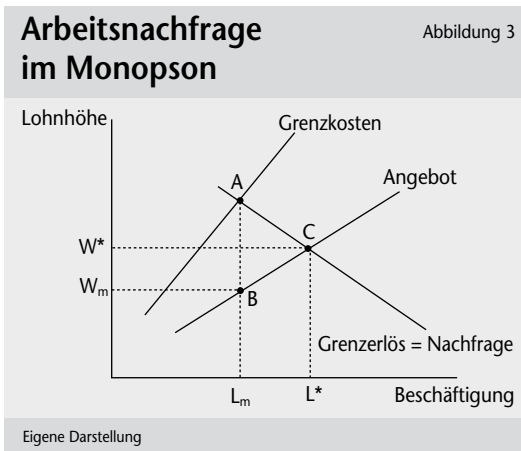 Arbeitsnachfrage
im Monopson
Abbildung 3
Lohnhöhe
Grenzkosten
A
Angebot
C
W*
Wm
B
Grenzerlös = Nachfrage
Lm
L*
Beschäftigung
Eigene Darstellung